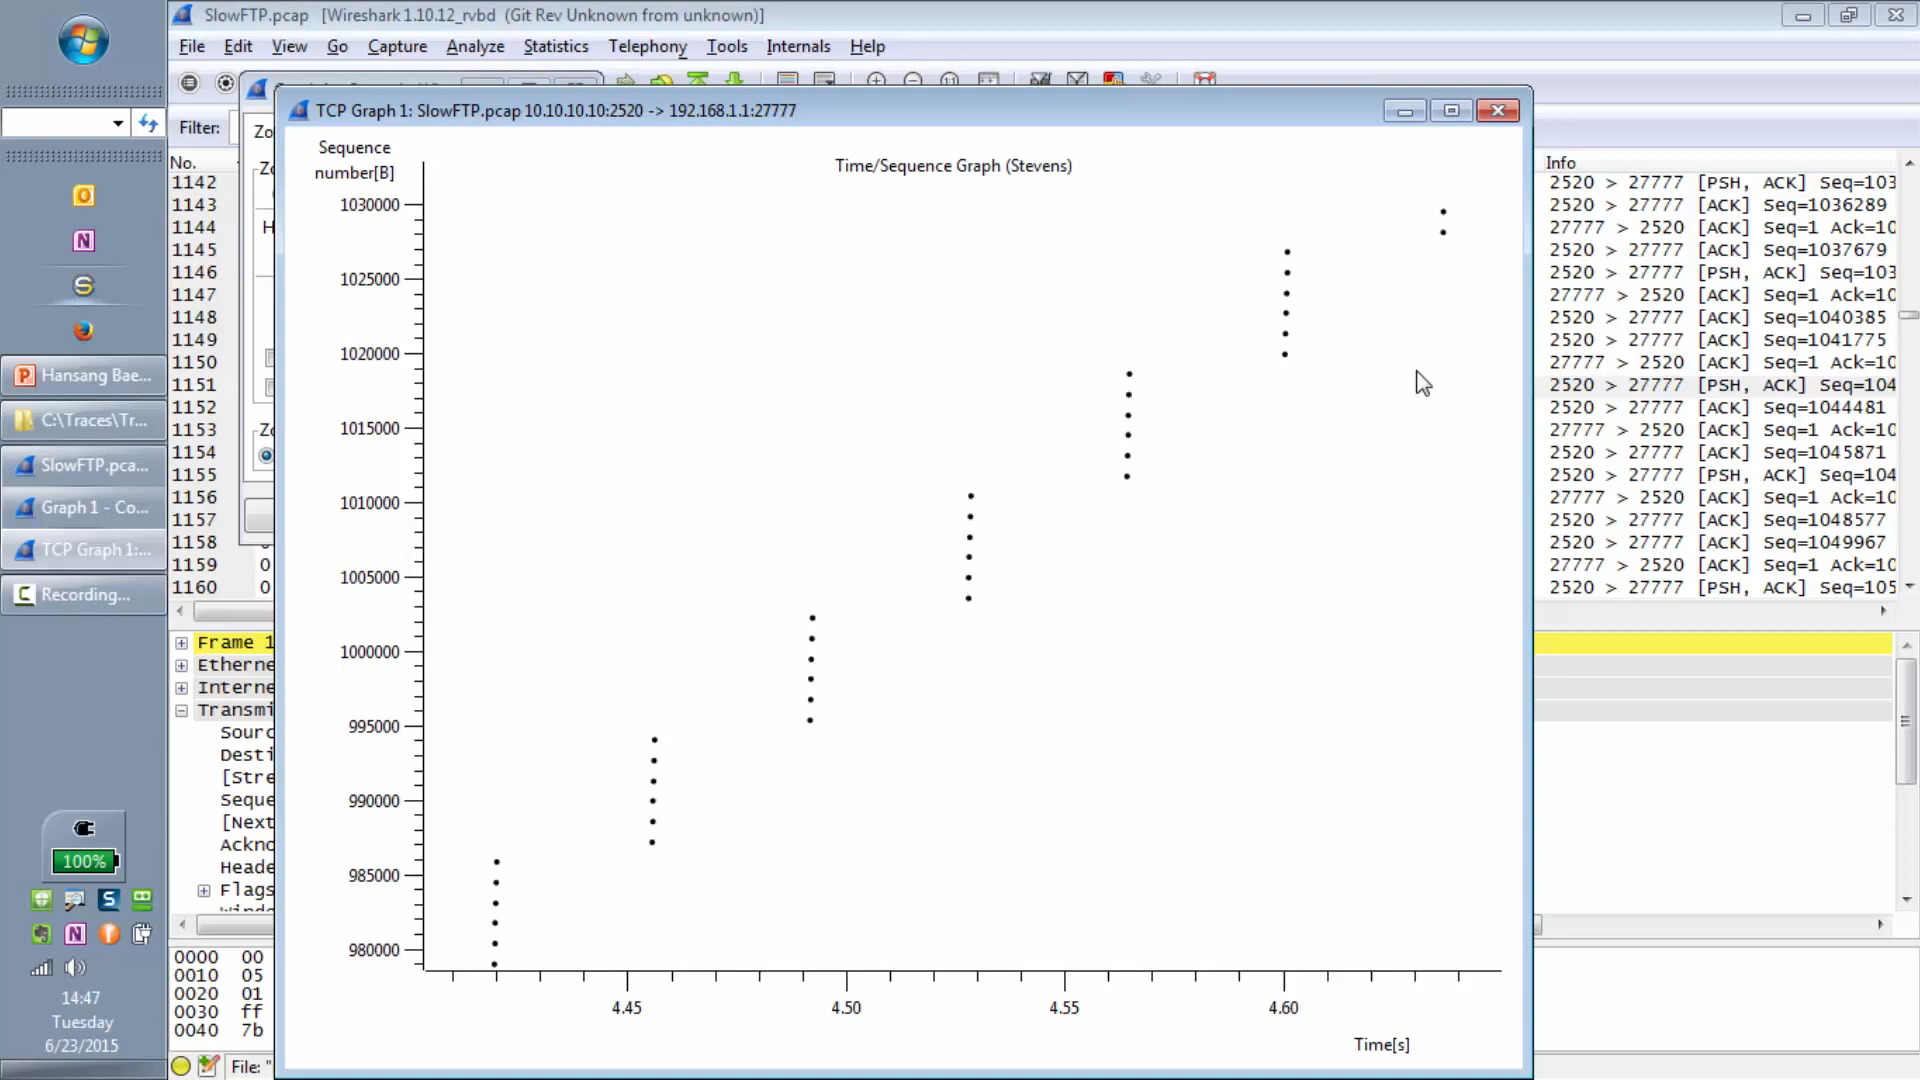 SlowFTP.pcap [Wireshark 1.10.12_rvbd (Git Rev Unknown from unknown)]
File Edit View Go Capture Analyze Statistics Telephony Tools Internals Help
Filter:
TCP Graph 1: SlowFTP.pcap 10.10.10.10:2520 -> 192.168.1.1:27777
Time/Sequence Graph (Stevens)
Sequence
number[B]
1030000
1025000
1020000
1015000
1010000
1005000
1000000
995000
990000
985000
980000
4.45 4.50 4.55 4.60
Time[s]
No.
1142
1143
1144
1145
1146
1147
1148
1149
1150
1151
1152
1153
1154
1155
1156
1157
1158
1159 0
1160 0
Zo
H
Info
2520 > 27777 [PSH, ACK] Seq=103
2520 > 27777 [ACK] Seq=1036289
27777 > 2520 [ACK] Seq=1 Ack=10
2520 > 27777 [ACK] Seq=1037679
2520 > 27777 [PSH, ACK] Seq=103
27777 > 2520 [ACK] Seq=1 Ack=10
2520 > 27777 [ACK] Seq=1040385
2520 > 27777 [ACK] Seq=1041775
27777 > 2520 [ACK] Seq=1 Ack=10
2520 > 27777 [PSH, ACK] Seq=104
2520 > 27777 [ACK] Seq=1044481
27777 > 2520 [ACK] Seq=1 Ack=10
2520 > 27777 [ACK] Seq=1045871
2520 > 27777 [PSH, ACK] Seq=104
27777 > 2520 [ACK] Seq=1 Ack=10
2520 > 27777 [ACK] Seq=1048577
2520 > 27777 [ACK] Seq=1049967
27777 > 2520 [ACK] Seq=1 Ack=10
2520 > 27777 [PSH, ACK] Seq=105
Frame 1
Etherne
Interne
Transmi
Sourc
Desti
[Stre
Seque
[Next
Ackno
Heade
Flags
0000 00
0010 05
0020 01
0030 ff
0040 7b
File: "
Hansang Bae...
C:\Traces\Tr...
SlowFTP.pca...
Graph 1 - Co...
TCP Graph 1:...
Recording...
100%
14:47
Tuesday
6/23/2015